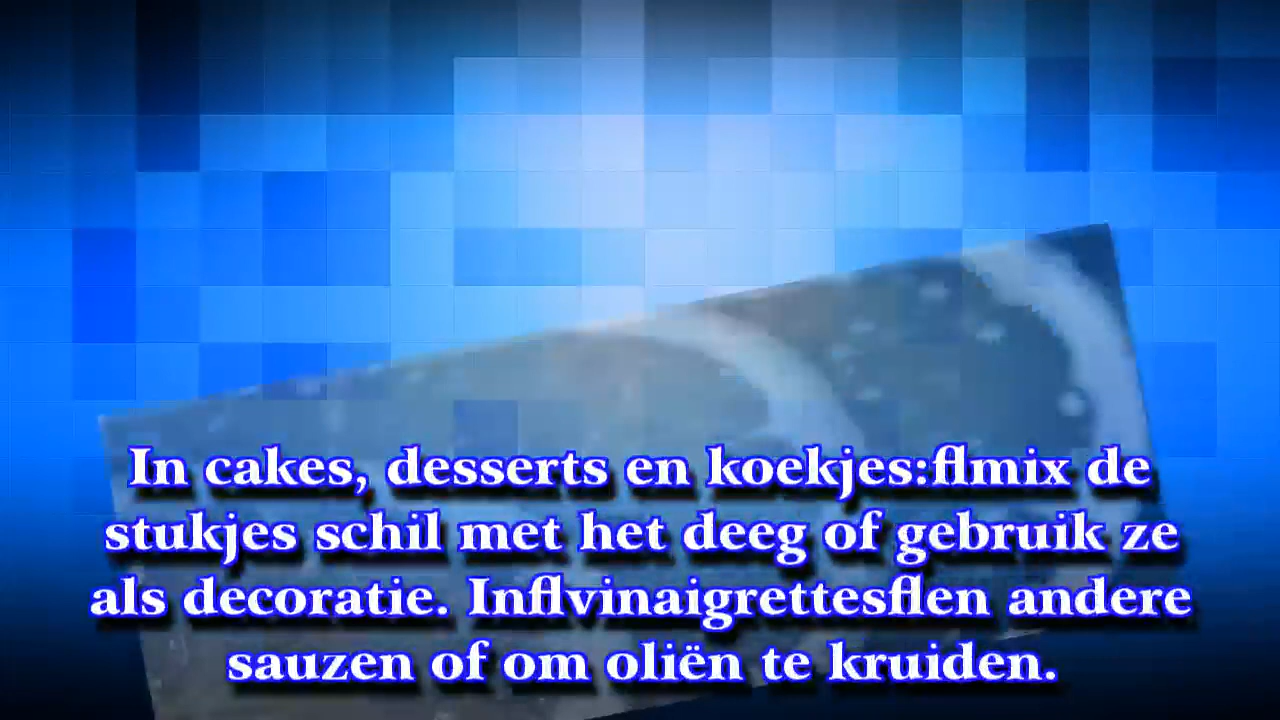 In cakes, desserts en koekjes:flmix de
stukjes schil met het deeg of gebruik ze
als decoratie. Inflvinaigrettesflen andere
sauzen of om oliën te kruiden.